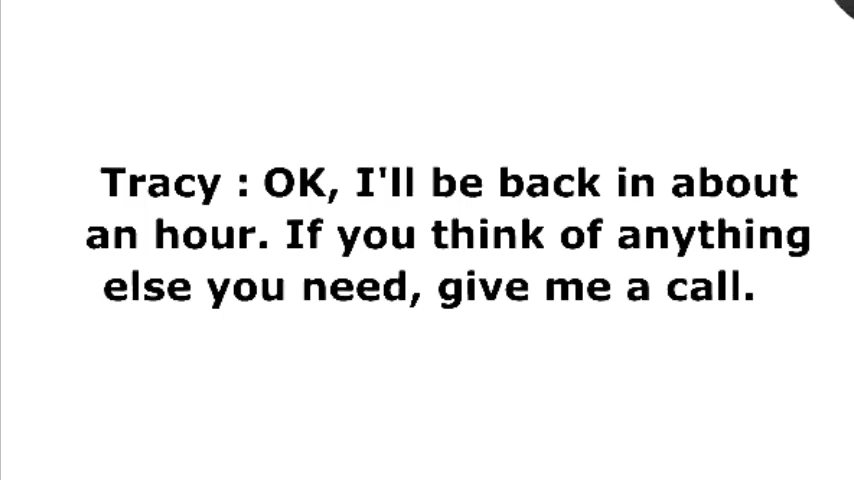 Tracy : OK, I'll be back in about
an hour. If you think of anything
else you need, give me a call.